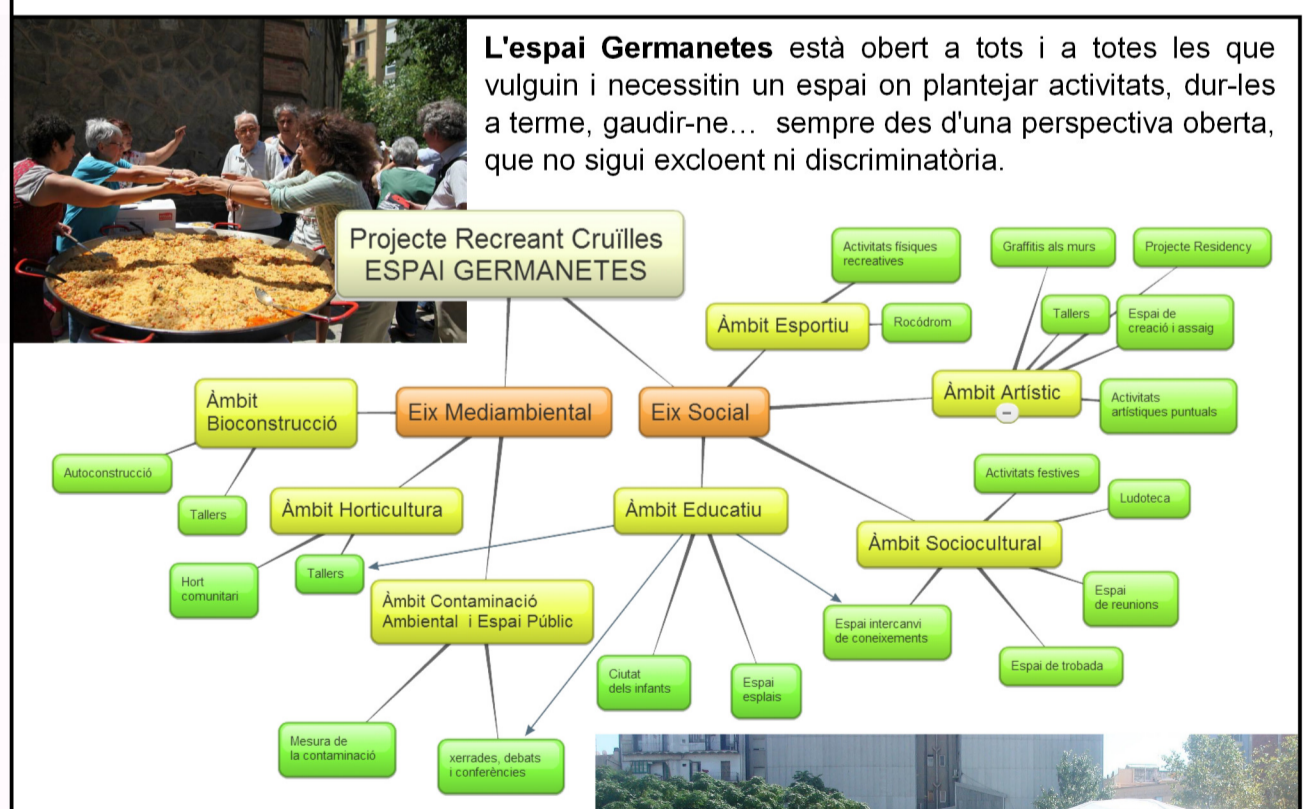 L'espai Germanetes està obert a tots i a totes les que
vulguin i necessitin un espai on plantejar activitats, dur-les
a terme, gaudir-ne... sempre des d'una perspectiva oberta,
que no sigui excloent ni discriminatòria.
Projecte Recreant Cruïlles
ESPAI GERMANETES
Activitats físiques
recreatives
Graffitis als murs
Projecte Residency
Àmbit Esportiu
Rocódrom
Tallers
Espai de
creació i assaig
Àmbit
Bioconstrucció
Eix Mediambiental
Eix Social
Àmbit Artístic
Activitats
artístiques puntuals
Autoconstrucció
Tallers
Àmbit Horticultura
Àmbit Educatiu
Activitats festives
Ludoteca
Àmbit Sociocultural
Hort
comunitari
Tallers
Àmbit Contaminació
Ambiental i Espai Públic
Espai intercanvi
de coneixements
Espai
de reunions
Ciutat
dels infants
Espai
esplais
Espai de trobada
Mesura de
la contaminació
xerrades, debats
i conferències